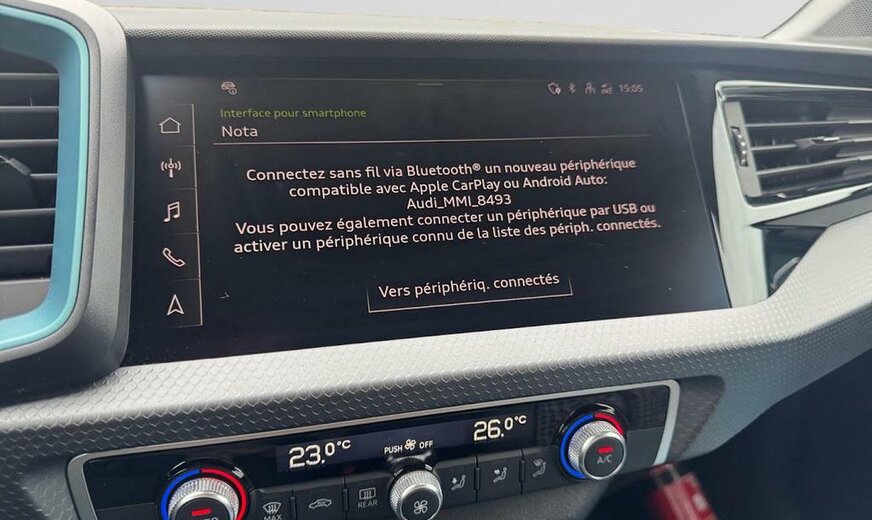 15:05
Interface pour smartphone
Nota
Connectez sans fil via Bluetooth® un nouveau périphérique
compatible avec Apple CarPlay ou Android Auto:
Audi_MMI_8493
Vous pouvez également connecter un périphérique par USB ou
activer un périphérique connu de la liste des périph. connectés.
Vers périphériq. connectés
23.0°C
PUSH OFF
26.0°C
A/C
MAX
REAR